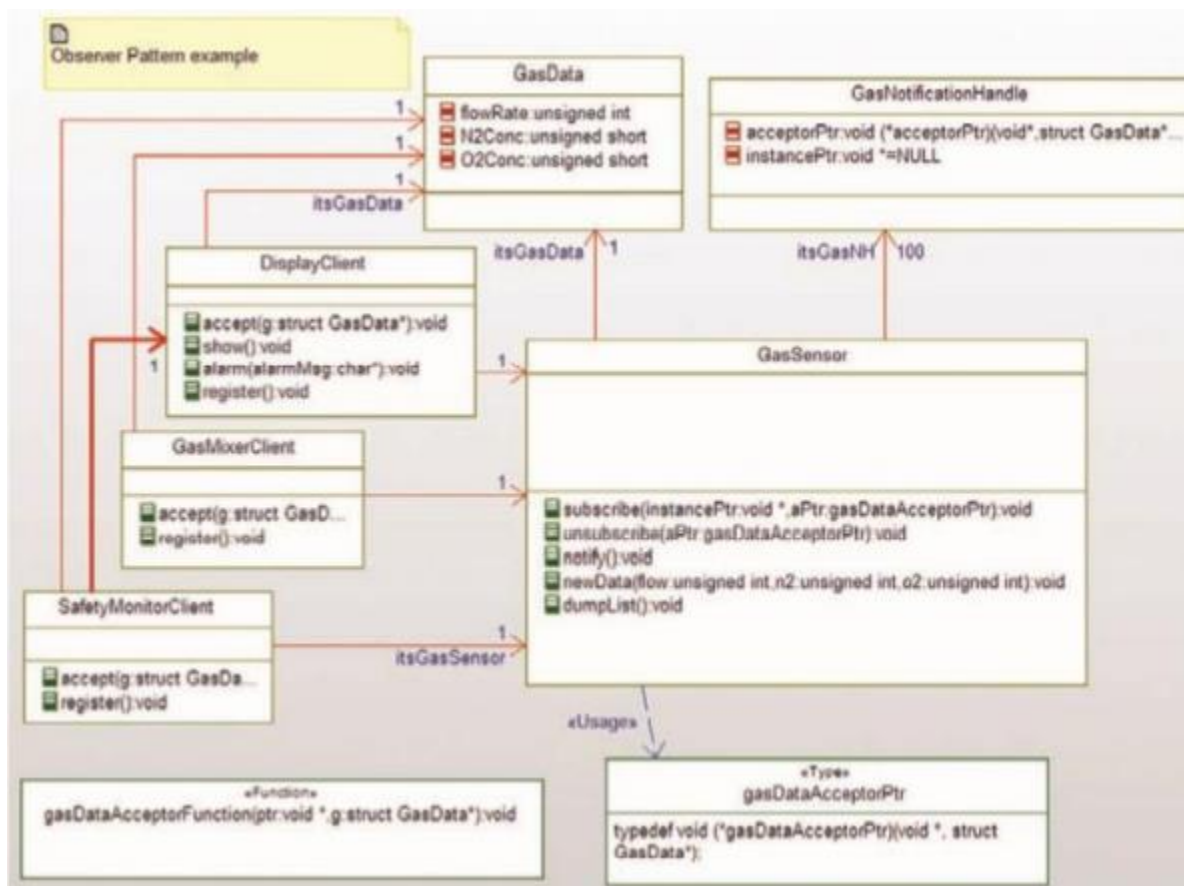 Observer Pattern example
GasData
flowRate:unsigned int
N2Conc:unsigned short
O2Conc:unsigned short
GasNotificationHandle
acceptorPtr:void (*acceptorPtr)(void*,struct GasData*...
instancePtr:void *=NULL
1
1
1
itsGasData
itsGasData
1
itsGasNH
100
DisplayClient
accept(g:struct GasData*):void
show():void
alarm(alarmMsg:char*):void
register():void
1
1
GasSensor
subscribe(instancePtr:void *,aPtr:gasDataAcceptorPtr):void
unsubscribe(aPtr:gasDataAcceptorPtr):void
notify():void
newData(flow:unsigned int,n2:unsigned int,o2:unsigned int):void
dumpList():void
GasMixerClient
accept(g:struct GasD...
register():void
1
SafetyMonitorClient
accept(g:struct GasDa...
register():void
1
itsGasSensor
«Usage»
«Function»
gasDataAcceptorFunction(ptr:void *,g:struct GasData*):void
«Type»
gasDataAcceptorPtr
typedef void (*gasDataAcceptorPtr)(void *, struct
GasData*);